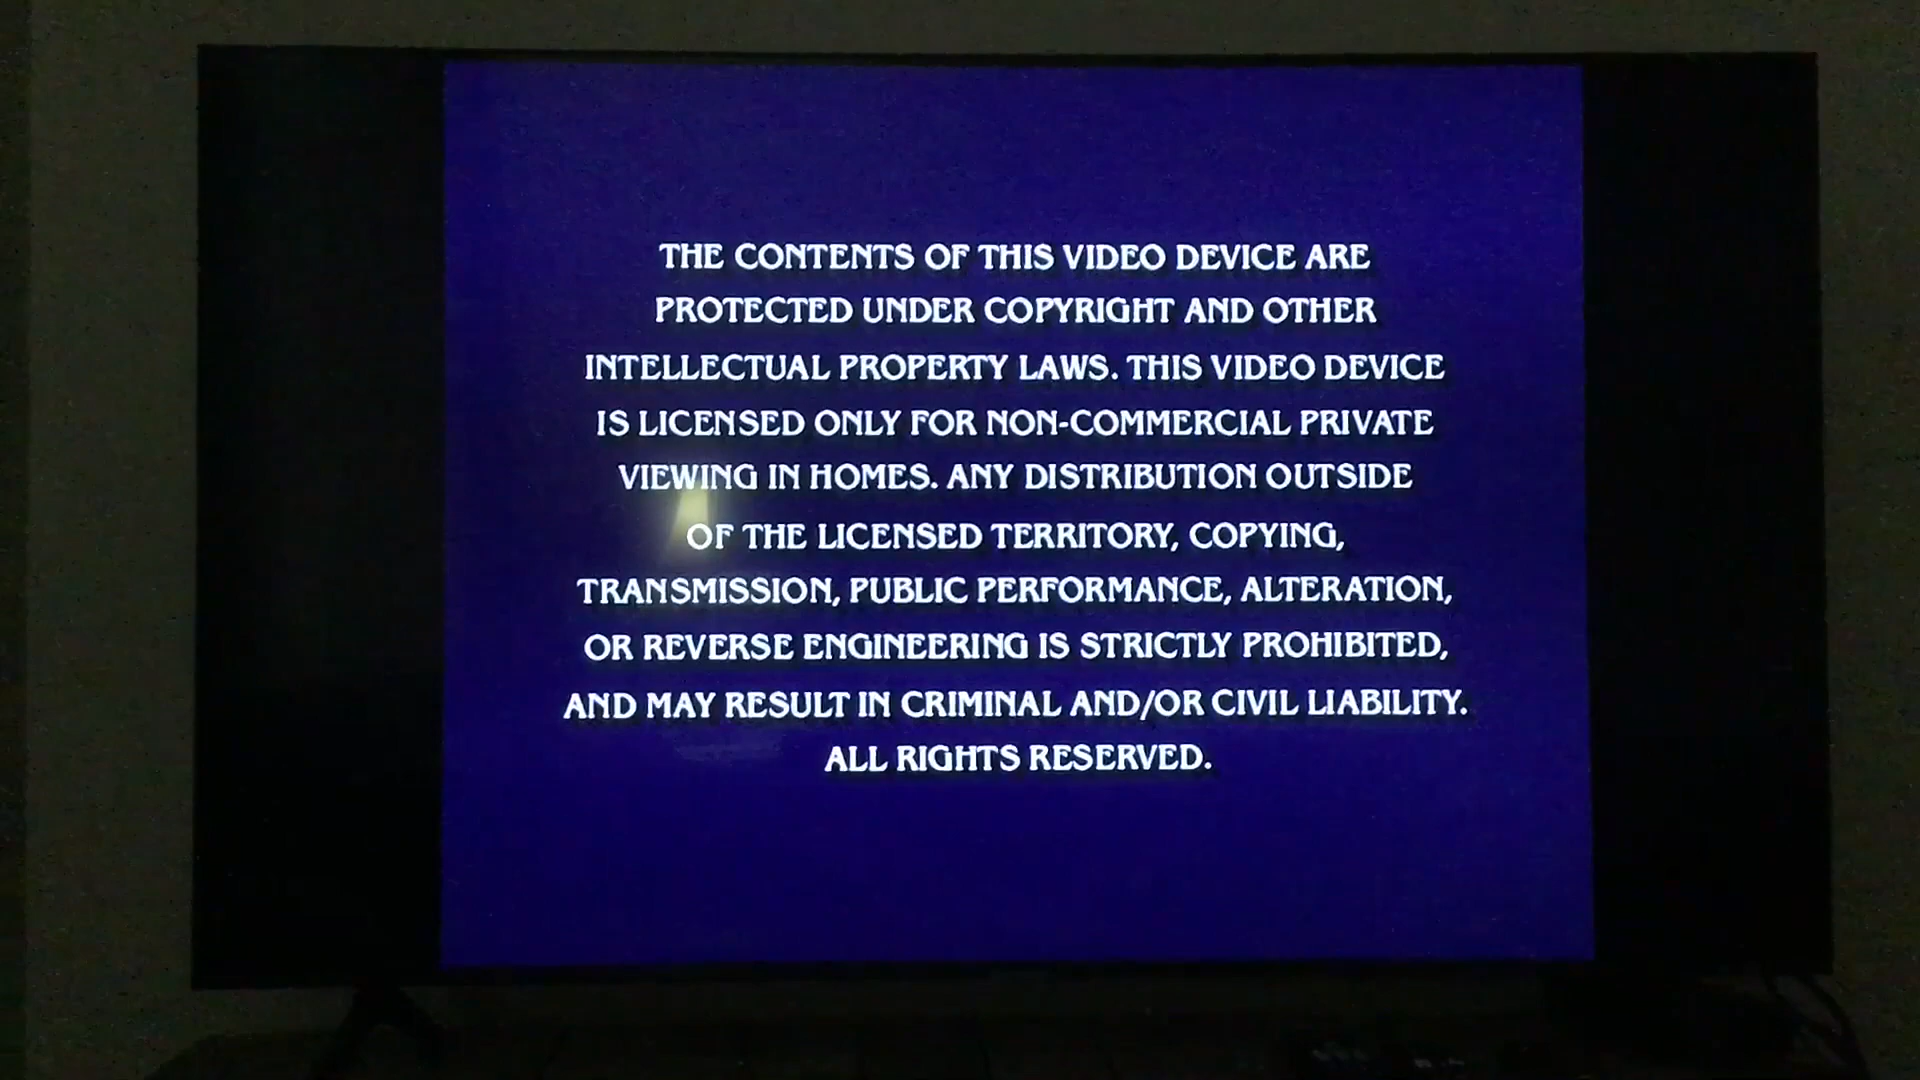 THE CONTENTS OF THIS VIDEO DEVICE ARE
PROTECTED UNDER COPYRIGHT AND OTHER
INTELLECTUAL PROPERTY LAWS. THIS VIDEO DEVICE
IS LICENSED ONLY FOR NON-COMMERCIAL PRIVATE
VIEWING IN HOMES. ANY DISTRIBUTION OUTSIDE
OF THE LICENSED TERRITORY, COPYING,
TRANSMISSION, PUBLIC PERFORMANCE, ALTERATION,
OR REVERSE ENGINEERING IS STRICTLY PROHIBITED,
AND MAY RESULT IN CRIMINAL AND/OR CIVIL LIABILITY.
ALL RIGHTS RESERVED.